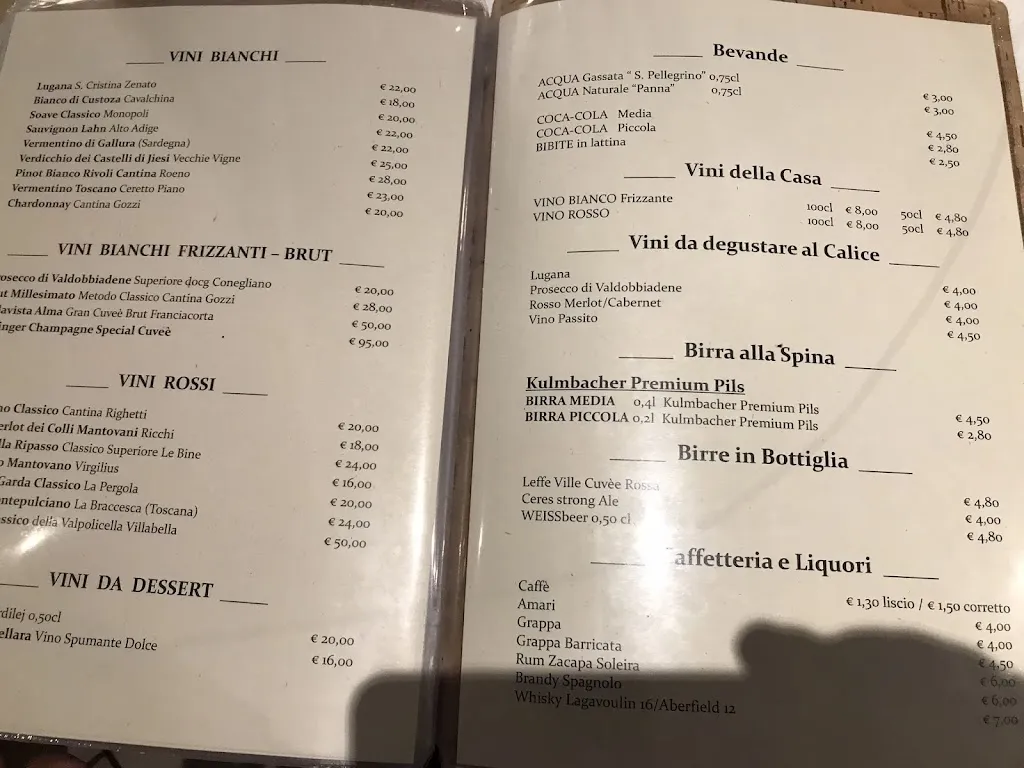 VINI BIANCHI
Lugana S. Cristina Zenato € 22,00
Bianco di Custoza Cavalchina € 18,00
Soave Classico Monopoli € 20,00
Sauvignon Lahn Alto Adige € 22,00
Vermentino di Gallura (Sardegna) € 22,00
Verdicchio dei Castelli di Jiesi Vecchie Vigne € 25,00
Pinot Bianco Rivoli Cantina Roeno € 28,00
Vermentino Toscano Ceretto Piano € 23,00
Chardonnay Cantina Gozzi € 20,00
VINI BIANCHI FRIZZANTI – BRUT
rosecco di Valdobbiadene Superiore docg Conegliano € 20,00
ut Millesimato Metodo Classico Cantina Gozzi € 28,00
lavista Alma Gran Cuveè Brut Franciacorta € 50,00
inger Champagne Special Cuveè € 95,00
VINI ROSSI
no Classico Cantina Righetti € 20,00
erlot dei Colli Mantovani Ricchi € 18,00
lla Ripasso Classico Superiore Le Bine € 24,00
o Mantovano Virgilius € 16,00
Garda Classico La Pergola € 20,00
ntepulciano La Braccesca (Toscana) € 24,00
assico della Valpolicella Villabella € 50,00
VINI DA DESSERT
rdilej 0,50cl € 20,00
ellara Vino Spumante Dolce € 16,00
Bevande
ACQUA Gassata “ S. Pellegrino” 0,75cl € 3,00
ACQUA Naturale “Panna” 0,75cl € 3,00
COCA-COLA Media € 4,50
COCA-COLA Piccola € 2,80
BIBITE in lattina € 2,50
Vini della Casa
VINO BIANCO Frizzante 100cl € 8,00 50cl € 4,80
VINO ROSSO 100cl € 8,00 50cl € 4,80
Vini da degustare al Calice
Lugana € 4,00
Prosecco di Valdobbiadene € 4,00
Rosso Merlot/Cabernet € 4,00
Vino Passito € 4,50
Birra alla Spina
Kulmbacher Premium Pils
BIRRA MEDIA 0,4l Kulmbacher Premium Pils € 4,50
BIRRA PICCOLA 0,2l Kulmbacher Premium Pils € 2,80
Birre in Bottiglia
Leffe Ville Cuvèe Rossa € 4,80
Ceres strong Ale € 4,00
WEISSbeer 0,50 cl € 4,80
affetteria e Liquori
Caffè € 1,30 liscio / € 1,50 corretto
Amari € 4,00
Grappa € 4,00
Grappa Barricata € 4,50
Rum Zacapa Soleira € 6,00
Brandy Spagnolo € 6,00
Whisky Lagavoulin 16/Aberfield 12 € 7,00